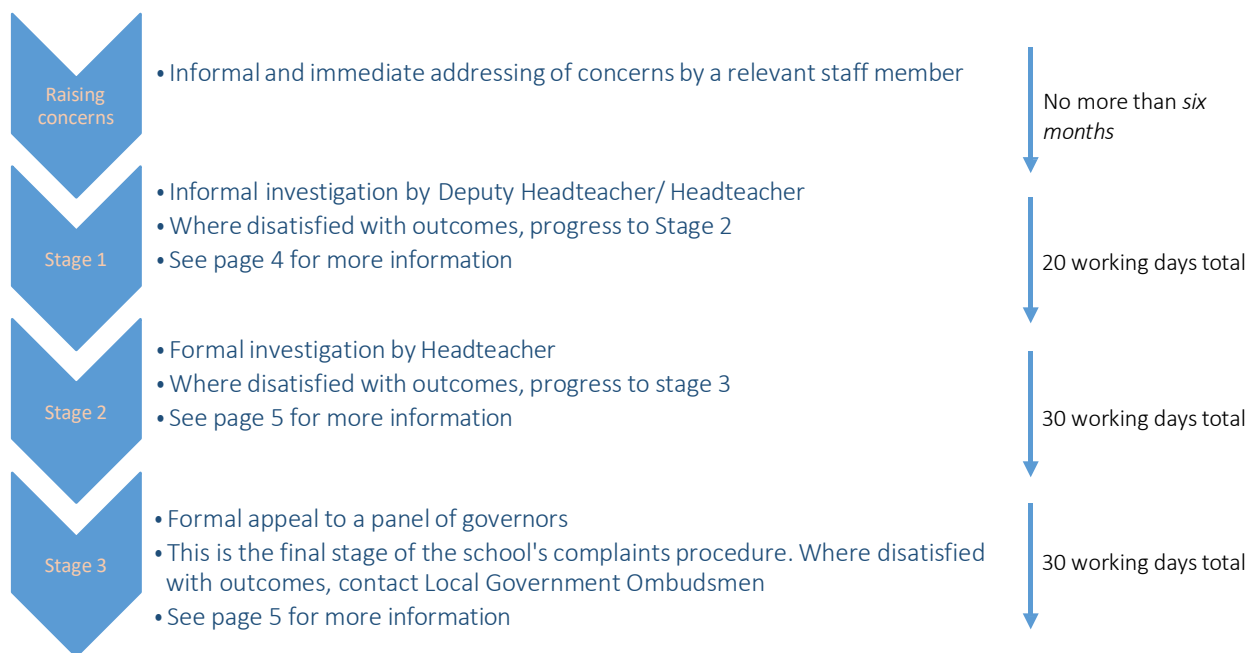 Raising
concerns
• Informal and immediate addressing of concerns by a relevant staff member
No more than six
months
Stage 1
• Informal investigation by Deputy Headteacher/ Headteacher
• Where disatisfied with outcomes, progress to Stage 2
• See page 4 for more information
20 working days total
Stage 2
• Formal investigation by Headteacher
• Where disatisfied with outcomes, progress to stage 3
• See page 5 for more information
30 working days total
Stage 3
• Formal appeal to a panel of governors
• This is the final stage of the school's complaints procedure. Where disatisfied
with outcomes, contact Local Government Ombudsmen
• See page 5 for more information
30 working days total